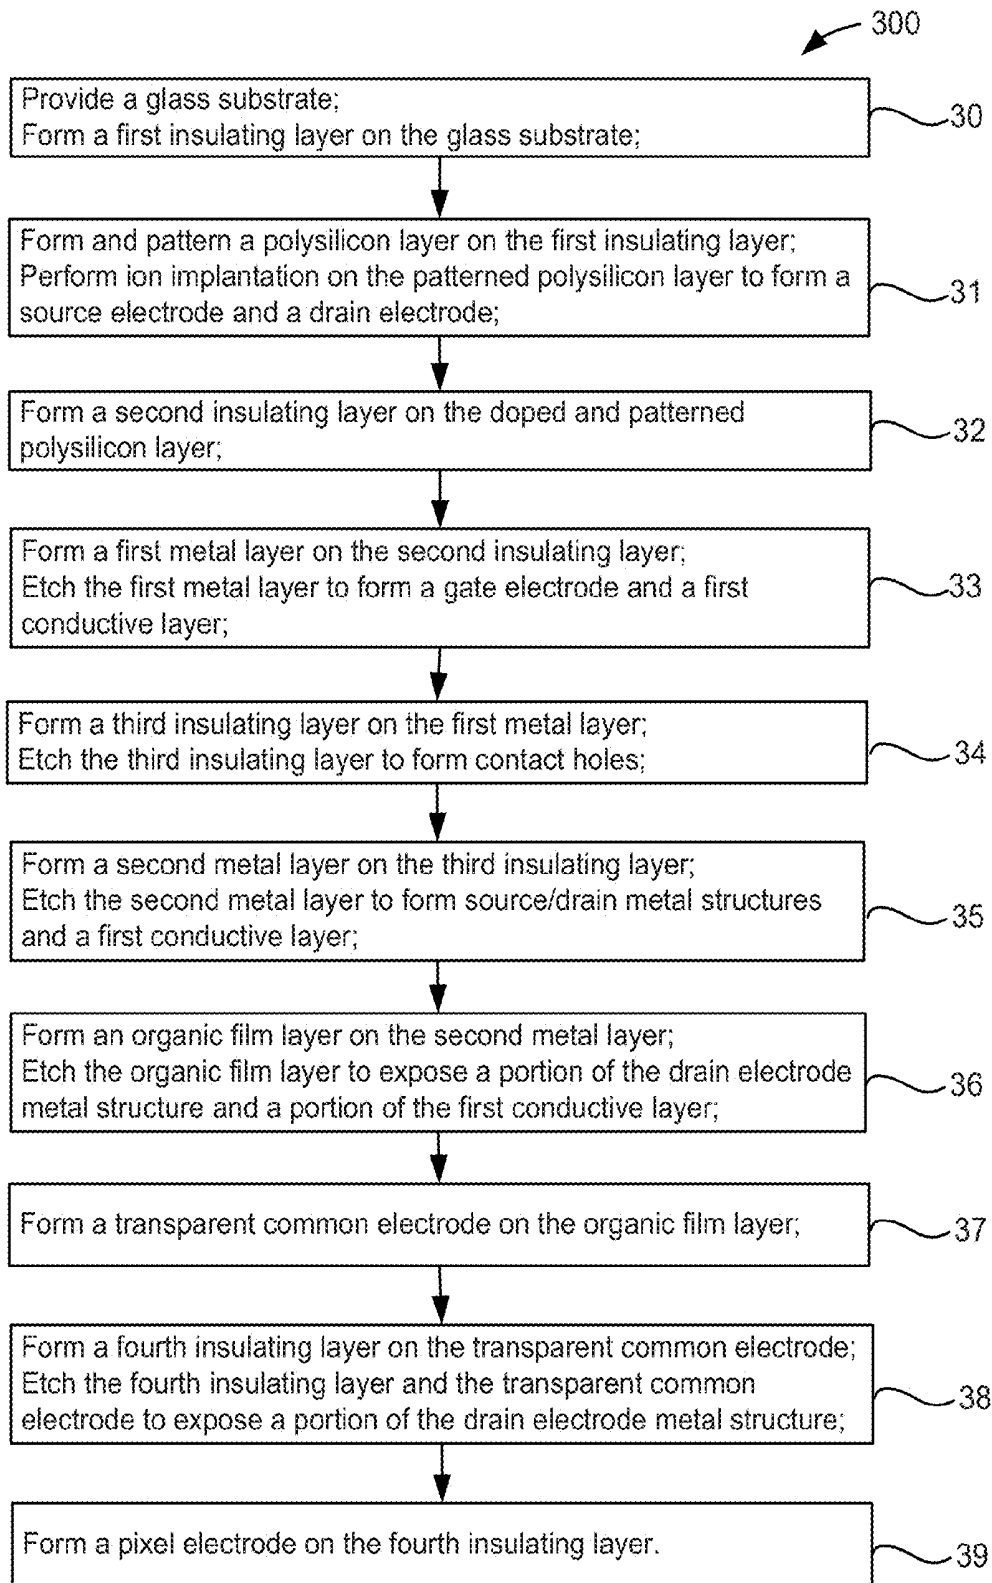 300
Provide a glass substrate;
Form a first insulating layer on the glass substrate;
30
Form and pattern a polysilicon layer on the first insulating layer;
Perform ion implantation on the patterned polysilicon layer to form a
source electrode and a drain electrode;
31
Form a second insulating layer on the doped and patterned
polysilicon layer;
32
Form a first metal layer on the second insulating layer;
Etch the first metal layer to form a gate electrode and a first
conductive layer;
33
Form a third insulating layer on the first metal layer;
Etch the third insulating layer to form contact holes;
34
Form a second metal layer on the third insulating layer;
Etch the second metal layer to form source/drain metal structures
and a first conductive layer;
35
Form an organic film layer on the second metal layer;
Etch the organic film layer to expose a portion of the drain electrode
metal structure and a portion of the first conductive layer;
36
Form a transparent common electrode on the organic film layer;
37
Form a fourth insulating layer on the transparent common electrode;
Etch the fourth insulating layer and the transparent common
electrode to expose a portion of the drain electrode metal structure;
38
Form a pixel electrode on the fourth insulating layer.
39